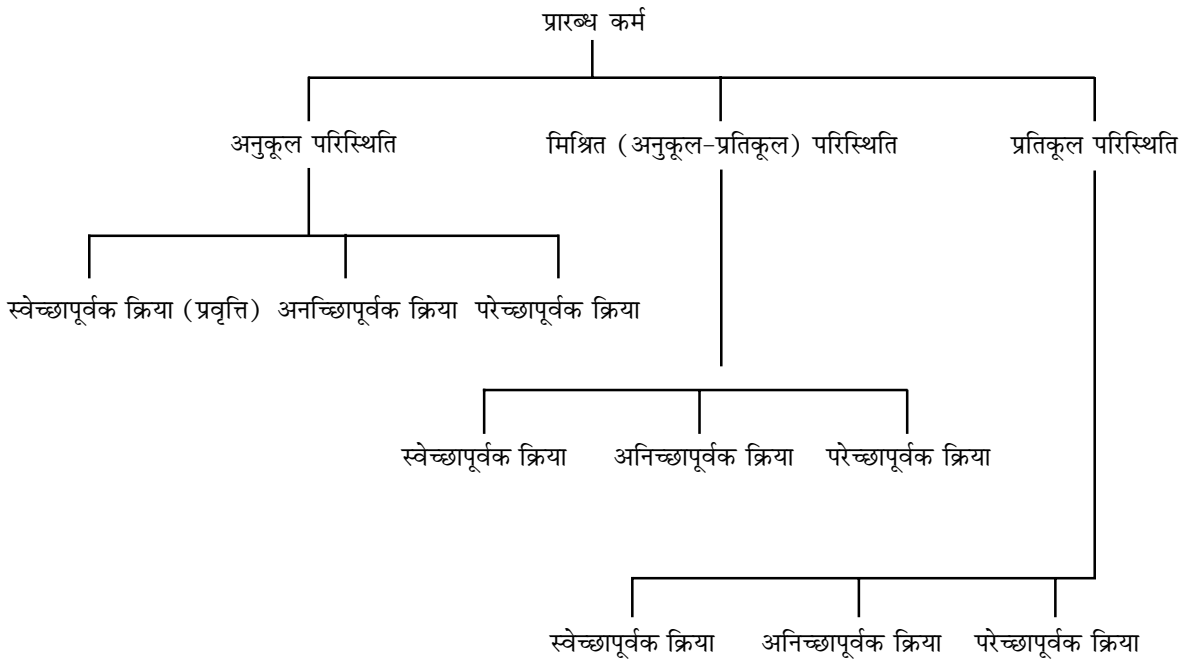 प्रारब्ध कर्म
अनुकूल परिस्थिति मिश्रित (अनुकूल-प्रतिकूल) परिस्थिति प्रतिकूल परिस्थिति
स्वेच्छापूर्वक क्रिया (प्रवृत्ति) अनच्छिापूर्वक क्रिया परेच्छापूर्वक क्रिया
स्वेच्छापूर्वक क्रिया अनिच्छापूर्वक क्रिया परेच्छापूर्वक क्रिया
स्वेच्छापूर्वक क्रिया अनिच्छापूर्वक क्रिया परेच्छापूर्वक क्रिया